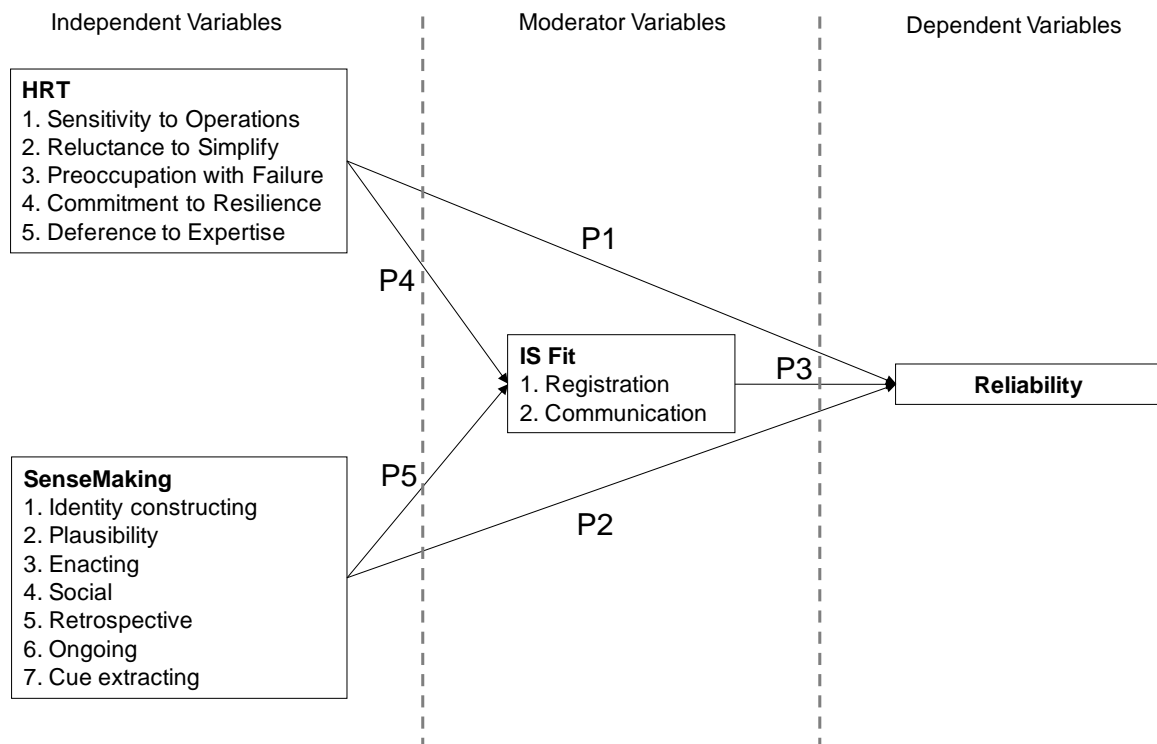 Independent Variables
Moderator Variables
Dependent Variables
HRT
1. Sensitivity to Operations
2. Reluctance to Simplify
3. Preoccupation with Failure
4. Commitment to Resilience
5. Deference to Expertise
P1
P4
IS Fit
1. Registration
2. Communication
P3
Reliability
SenseMaking
1. Identity constructing
2. Plausibility
3. Enacting
4. Social
5. Retrospective
6. Ongoing
7. Cue extracting
P5
P2